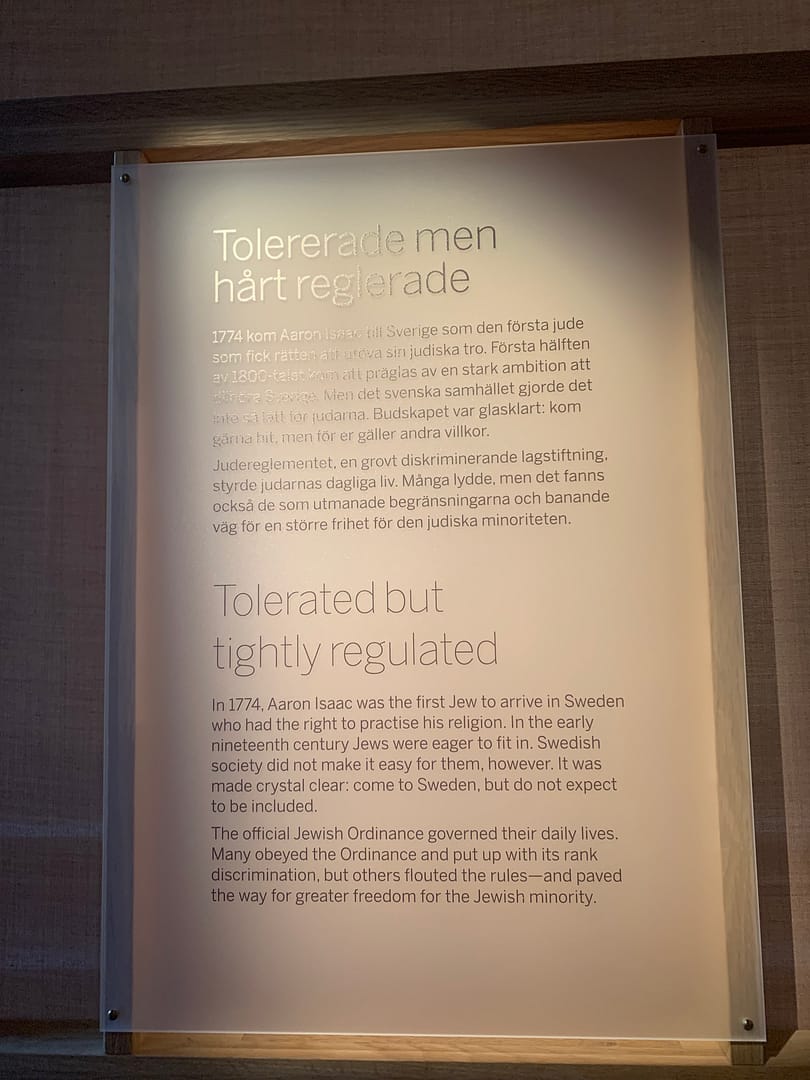 Tolererade men
hårt reglerade
1774 kom Aaron Isaac till Sverige som den första jude
som fick rätten att utöva sin judiska tro. Första hälften
av 1800-talet kom att präglas av en stark ambition att
Sverige. Men det svenska samhället gjorde det
inte så lätt för judarna. Budskapet var glasklart: kom
gärna hit, men för er gäller andra villkor.
Judereglementet, en grovt diskriminerande lagstiftning,
styrde judarnas dagliga liv. Många lydde, men det fanns
också de som utmanade begränsningarna och banande
väg för en större frihet för den judiska minoriteten.
Tolerated but
tightly regulated
In 1774, Aaron Isaac was the first Jew to arrive in Sweden
who had the right to practise his religion. In the early
nineteenth century Jews were eager to fit in. Swedish
society did not make it easy for them, however. It was
made crystal clear: come to Sweden, but do not expect
to be included.
The official Jewish Ordinance governed their daily lives.
Many obeyed the Ordinance and put up with its rank
discrimination, but others flouted the rules—and paved
the way for greater freedom for the Jewish minority.